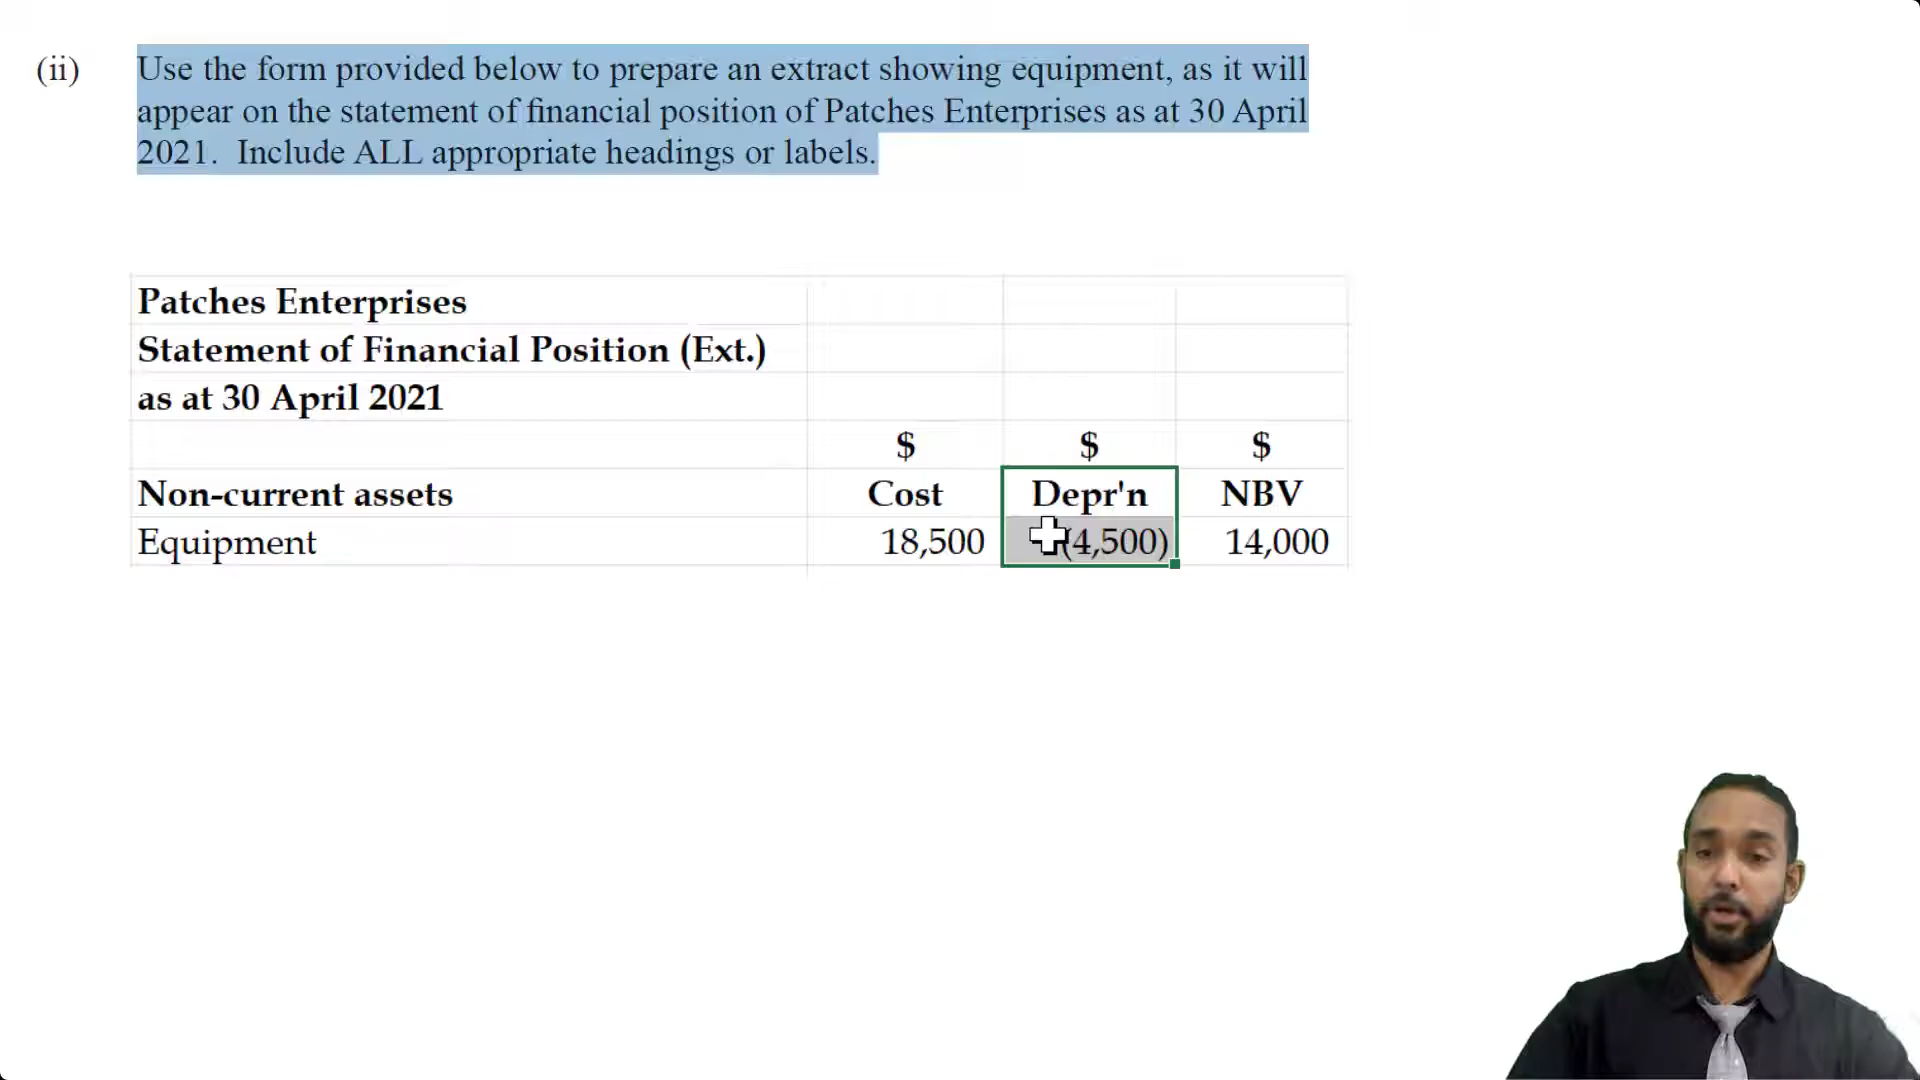 (ii) Use the form provided below to prepare an extract showing equipment, as it will
appear on the statement of financial position of Patches Enterprises as at 30 April
2021. Include ALL appropriate headings or labels.
Patches Enterprises
Statement of Financial Position (Ext.)
as at 30 April 2021
$ $ $
Non-current assets Cost Depr'n NBV
Equipment 18,500 (4,500) 14,000